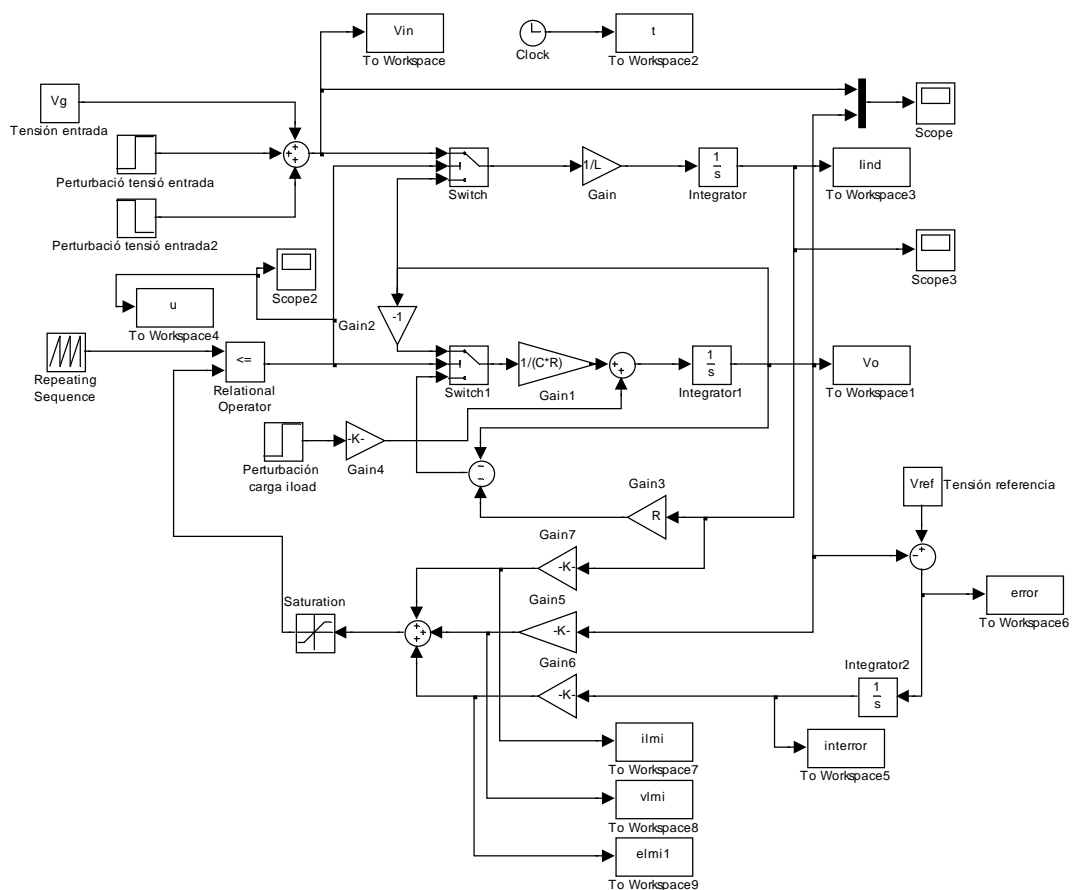 Vin
To Workspace
Clock
t
To Workspace2
Vg
Tensión entrada
Scope
Perturbació tensió entrada
+
+
+
Switch
1/L
Gain
1
s
Integrator
Iind
To Workspace3
Perturbació tensió entrada2
Scope2
Scope3
u
To Workspace4
-1
Gain2
Repeating
Sequence
<=
Relational
Operator
Switch1
1/(C*R)
Gain1
+
+
1
s
Integrator1
Vo
To Workspace1
Perturbación
carga iload
-K-
Gain4
−
−
Gain3
R
Vref
Tensión referencia
+
−
Gain7
-K-
error
To Workspace6
Saturation
+
+
+
Gain5
-K-
Gain6
-K-
Integrator2
1
s
interror
To Workspace5
ilmi
To Workspace7
vlmi
To Workspace8
elmi1
To Workspace9